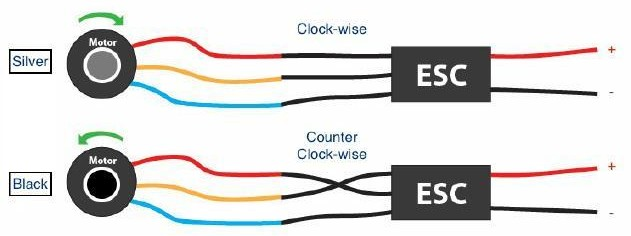 Clock-wise
Motor
Silver
ESC
+
-
Counter
Clock-wise
Motor
Black
ESC
+
-